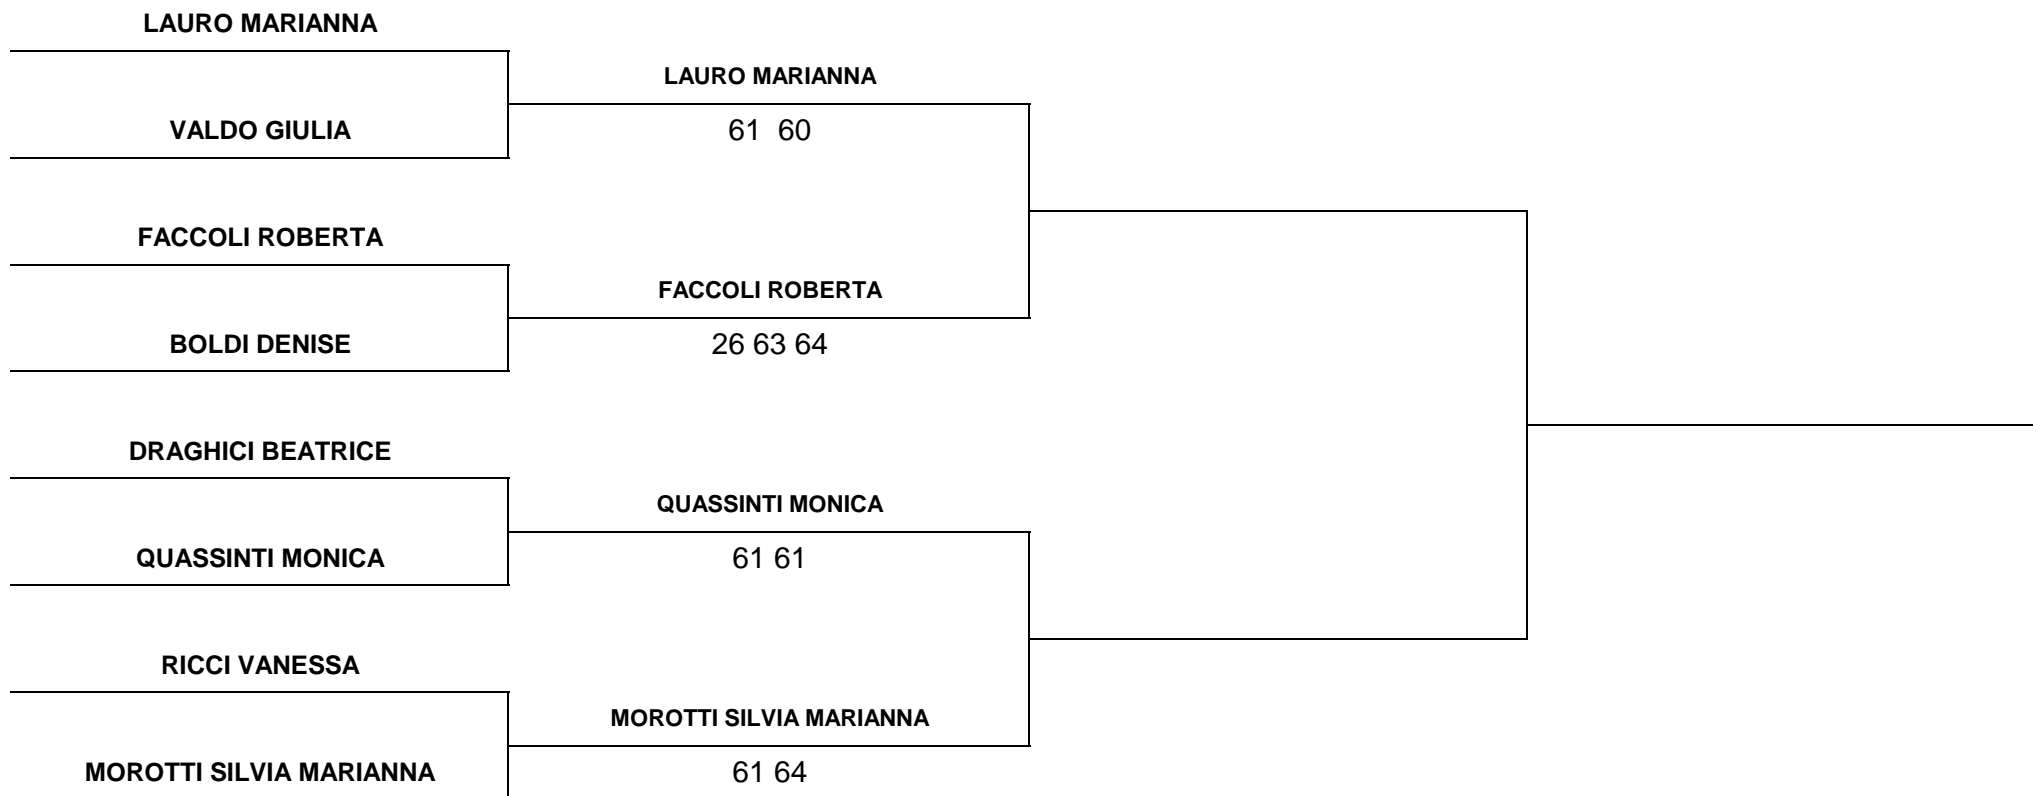 LAURO MARIANNA
LAURO MARIANNA
VALDO GIULIA
61  60
FACCOLI ROBERTA
FACCOLI ROBERTA
BOLDI DENISE
26 63 64
DRAGHICI BEATRICE
QUASSINTI MONICA
QUASSINTI MONICA
61 61
RICCI VANESSA
MOROTTI SILVIA MARIANNA
MOROTTI SILVIA MARIANNA
61 64